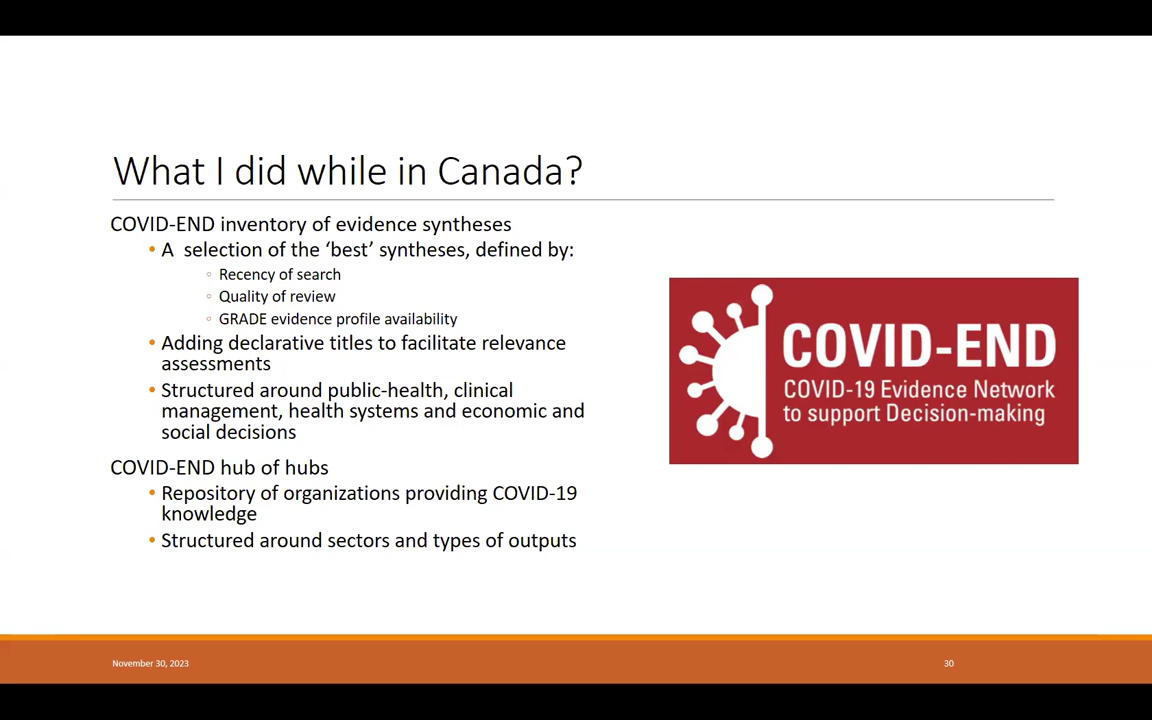 What I did while in Canada?
COVID-END inventory of evidence syntheses
• A selection of the ‘best’ syntheses, defined by:
◦ Recency of search
◦ Quality of review
◦ GRADE evidence profile availability
• Adding declarative titles to facilitate relevance
assessments
• Structured around public-health, clinical
management, health systems and economic and
social decisions
COVID-END hub of hubs
• Repository of organizations providing COVID-19
knowledge
• Structured around sectors and types of outputs
COVID-END
COVID-19 Evidence Network
to support Decision-making
November 30, 2023
30